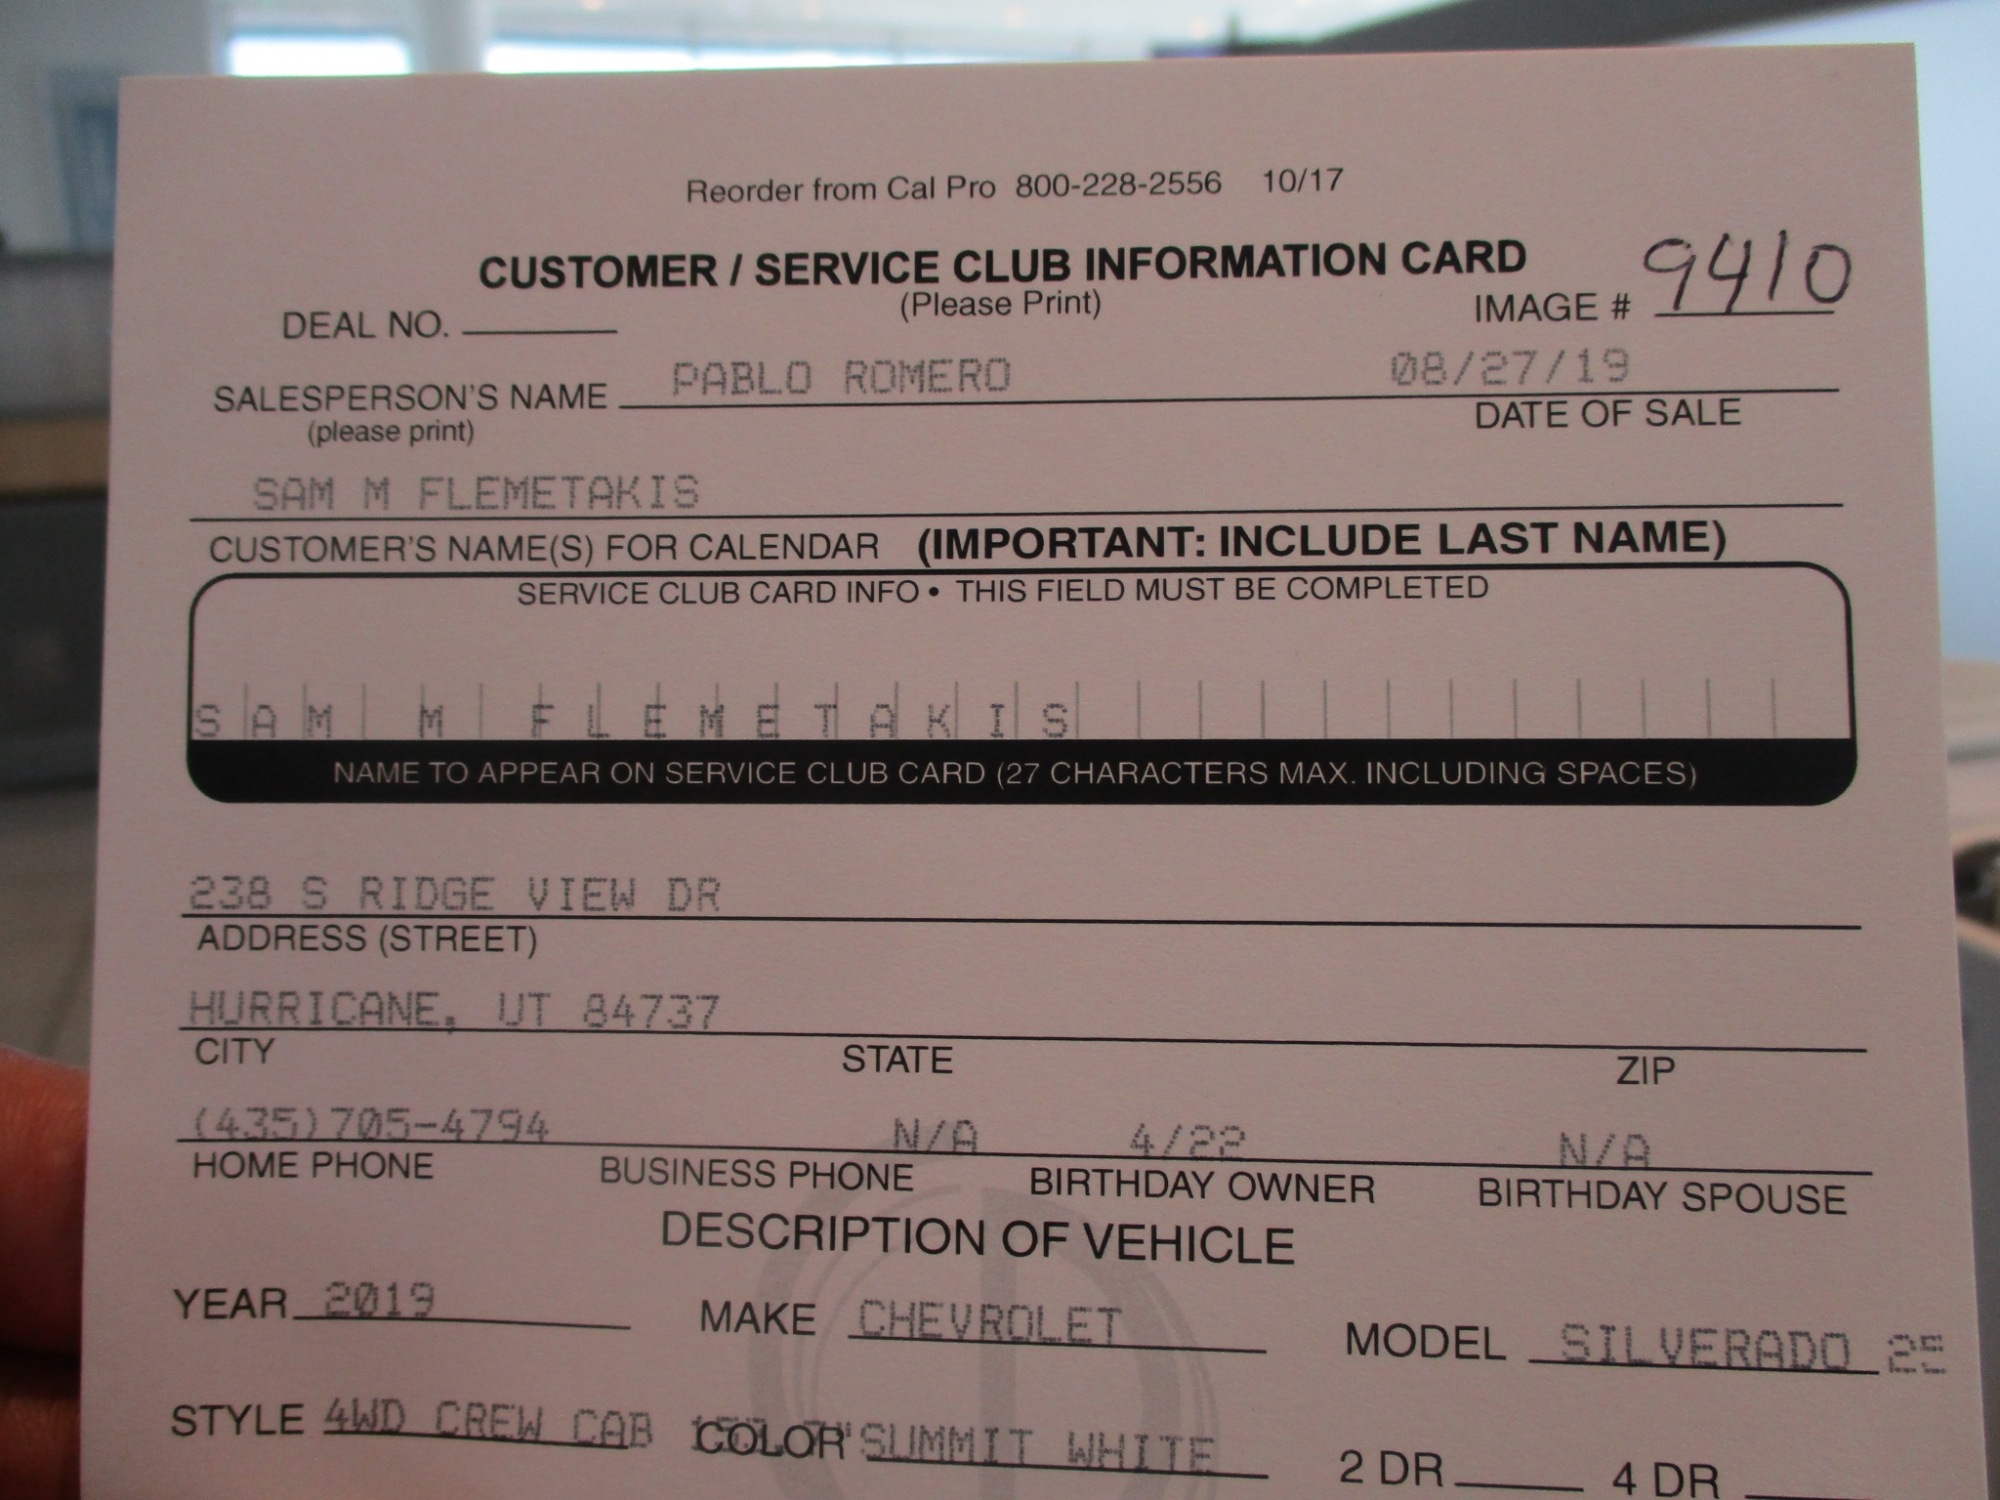 Reorder from Cal Pro 800-228-2556 10/17
CUSTOMER / SERVICE CLUB INFORMATION CARD
(Please Print)
IMAGE # 9410
DEAL NO.
SALESPERSON'S NAME PABLO ROMERO 08/27/19
(please print) DATE OF SALE
SAM M FLEMETAKIS
CUSTOMER'S NAME(S) FOR CALENDAR (IMPORTANT: INCLUDE LAST NAME)
SERVICE CLUB CARD INFO • THIS FIELD MUST BE COMPLETED
SAM M FLEMETAKIS
NAME TO APPEAR ON SERVICE CLUB CARD (27 CHARACTERS MAX. INCLUDING SPACES)
238 S RIDGE VIEW DR
ADDRESS (STREET)
HURRICANE, UT 84737
CITY STATE ZIP
(435)705-4794 N/A 4/22 N/A
HOME PHONE BUSINESS PHONE BIRTHDAY OWNER BIRTHDAY SPOUSE
DESCRIPTION OF VEHICLE
YEAR 2019 MAKE CHEVROLET MODEL SILVERADO 25
STYLE 4WD CREW CAB COLOR SUMMIT WHITE 2 DR 4 DR